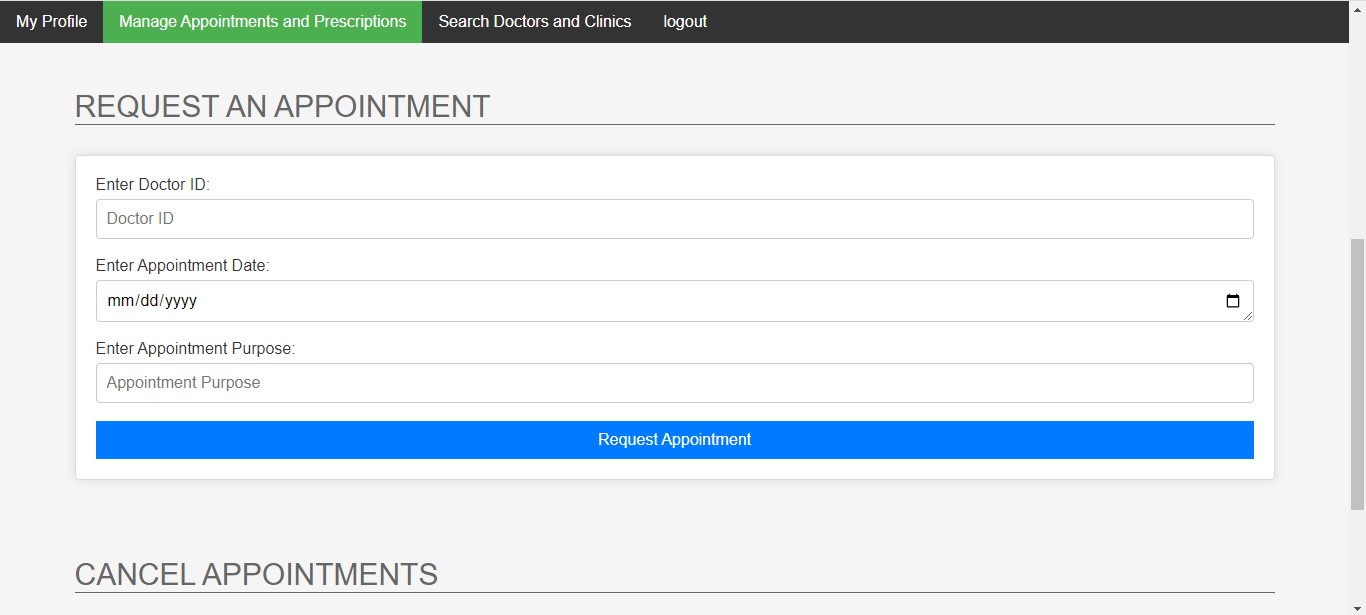 My Profile Manage Appointments and Prescriptions Search Doctors and Clinics logout
REQUEST AN APPOINTMENT
Enter Doctor ID:
Doctor ID
Enter Appointment Date:
mm/dd/yyyy
Enter Appointment Purpose:
Appointment Purpose
Request Appointment
CANCEL APPOINTMENTS